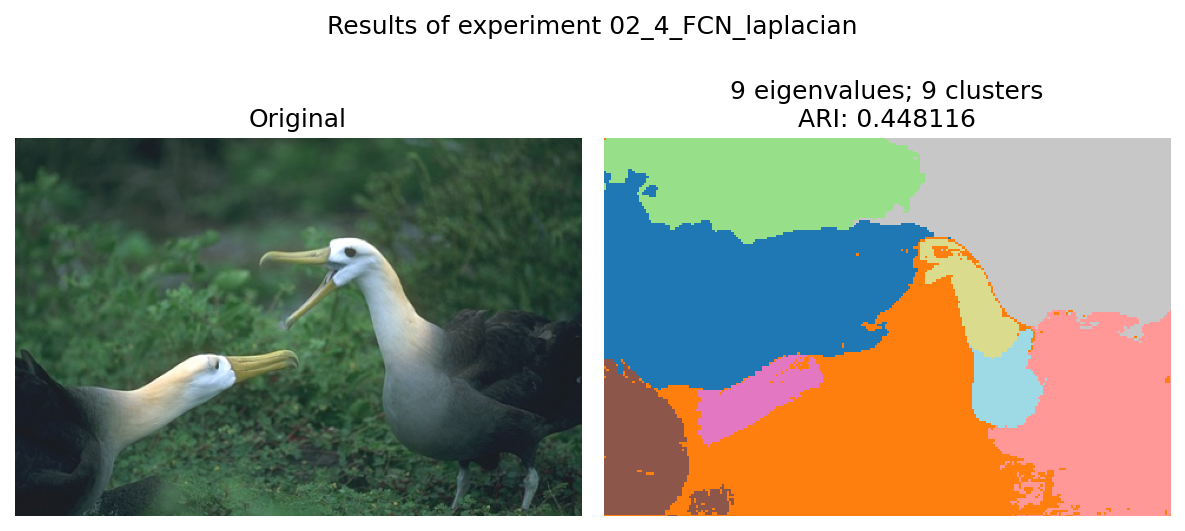 Results of experiment 02_4_FCN_laplacian
Original
9 eigenvalues; 9 clusters
ARI: 0.448116